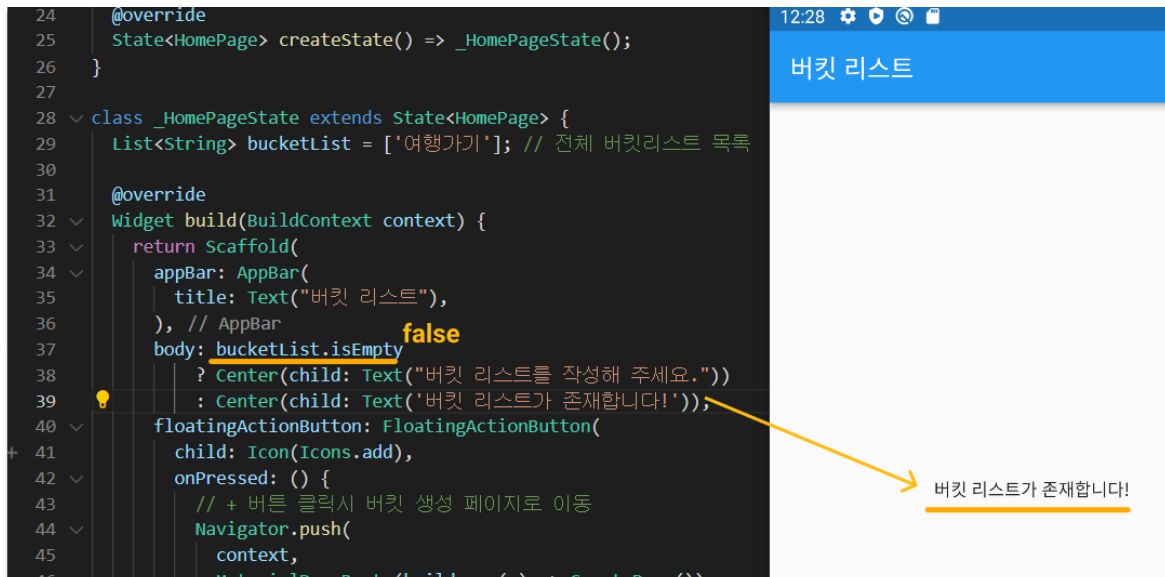 24 @override
25 State<HomePage> createState() => _HomePageState();
26 }
27
28 class _HomePageState extends State<HomePage> {
29 List<String> bucketList = ['여행가기']; // 전체 버킷리스트 목록
30
31 @override
32 Widget build(BuildContext context) {
33 return Scaffold(
34 appBar: AppBar(
35 title: Text("버킷 리스트"),
36 ), // AppBar
false
37 body: bucketList.isEmpty
38 ? Center(child: Text("버킷 리스트를 작성해 주세요."))
39 : Center(child: Text('버킷 리스트가 존재합니다!')),
40 floatingActionButton: FloatingActionButton(
41 child: Icon(Icons.add),
42 onPressed: () {
43 // + 버튼 클릭시 버킷 생성 페이지로 이동
44 Navigator.push(
45 context,
12:28
버킷 리스트
버킷 리스트가 존재합니다!